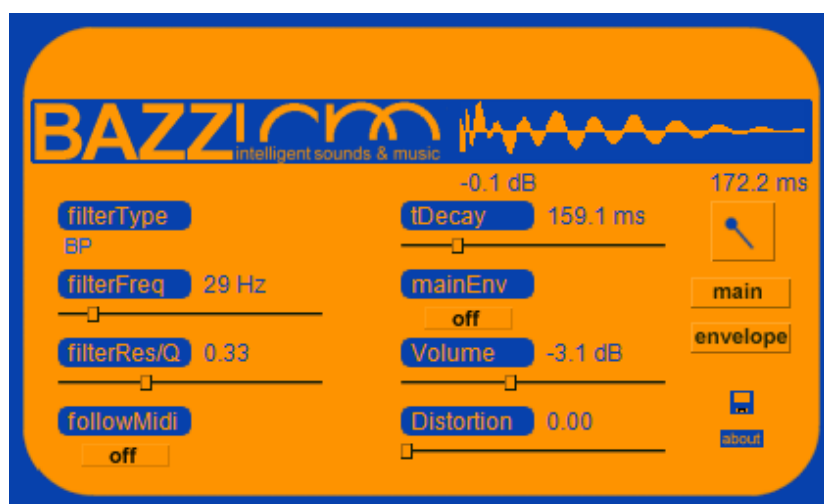 BAZZISM
intelligent sounds & music
-0.1 dB
172.2 ms
filterType
BP
filterFreq 29 Hz
filterRes/Q 0.33
followMidi
off
tDecay 159.1 ms
mainEnv
off
Volume -3.1 dB
Distortion 0.00
main
envelope
about